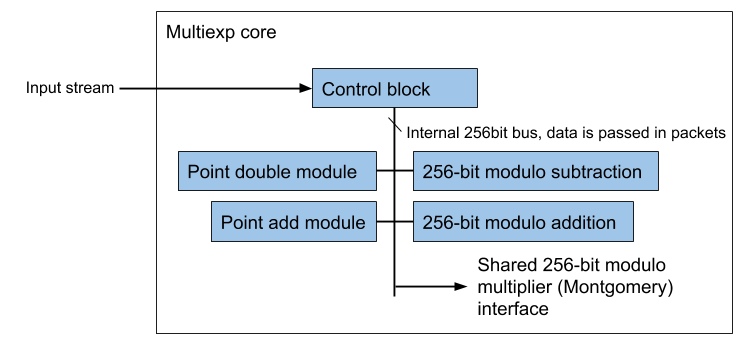 Multiexp core
Input stream
Control block
Internal 256bit bus, data is passed in packets
Point double module
256-bit modulo subtraction
Point add module
256-bit modulo addition
Shared 256-bit modulo
multiplier (Montgomery)
interface